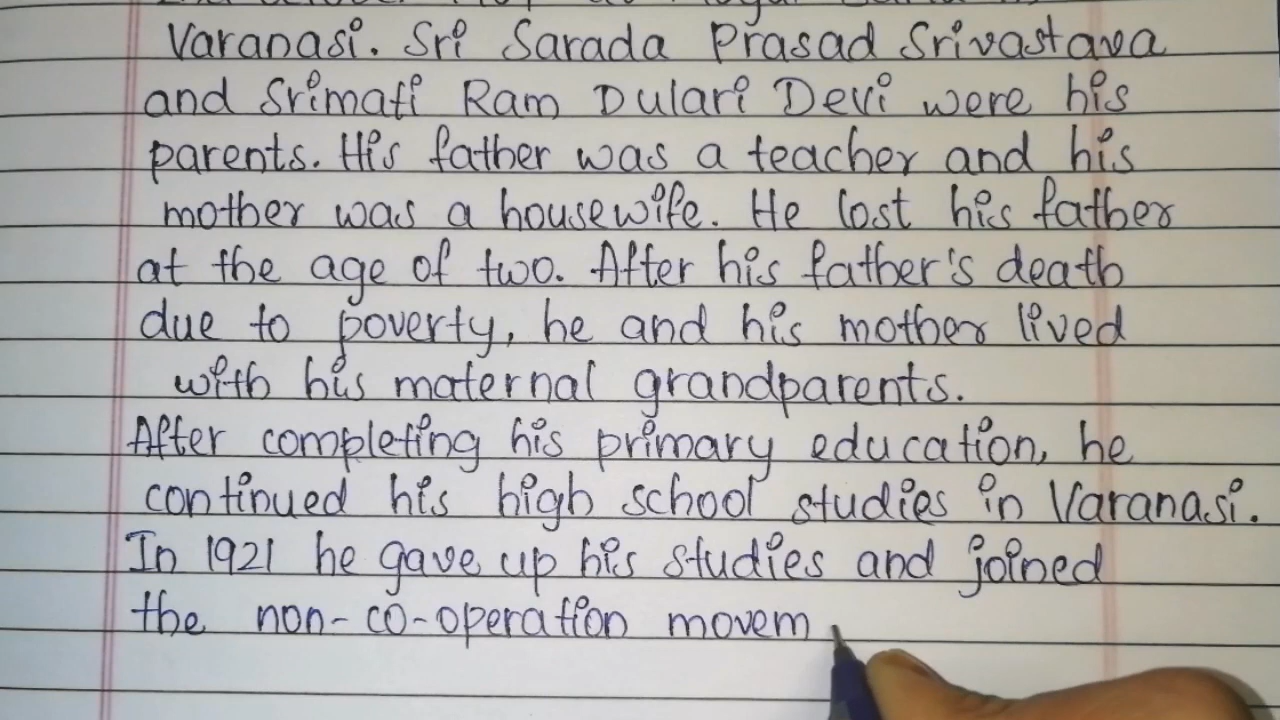 Varanasi. Sri Sarada Prasad Srivastava
and Srimati Ram Dulari Devi were his
parents. His father was a teacher and his
mother was a housewife. He lost his father
at the age of two. After his father's death
due to poverty, he and his mother lived
with his maternal grandparents.
After completing his primary education, he
continued his high school studies in Varanasi.
In 1921 he gave up his studies and joined
the non-co-operation movem